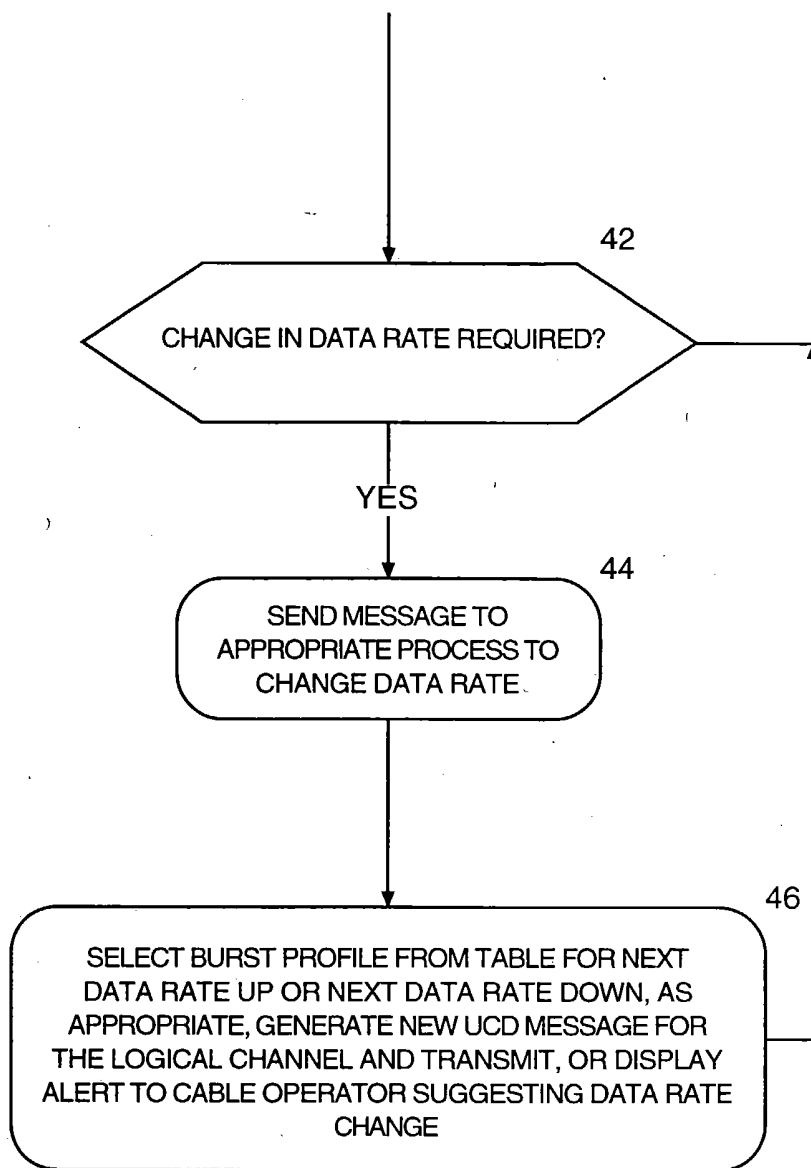 42
CHANGE IN DATA RATE REQUIRED?
YES
44
SEND MESSAGE TO
APPROPRIATE PROCESS TO
CHANGE DATA RATE
46
SELECT BURST PROFILE FROM TABLE FOR NEXT
DATA RATE UP OR NEXT DATA RATE DOWN, AS
APPROPRIATE, GENERATE NEW UCD MESSAGE FOR
THE LOGICAL CHANNEL AND TRANSMIT, OR DISPLAY
ALERT TO CABLE OPERATOR SUGGESTING DATA RATE
CHANGE